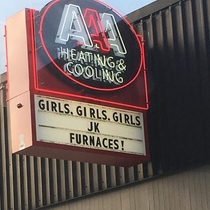 AAA
HEATING &
COOLING
GIRLS, GIRLS, GIRLS
JK
FURNACES!